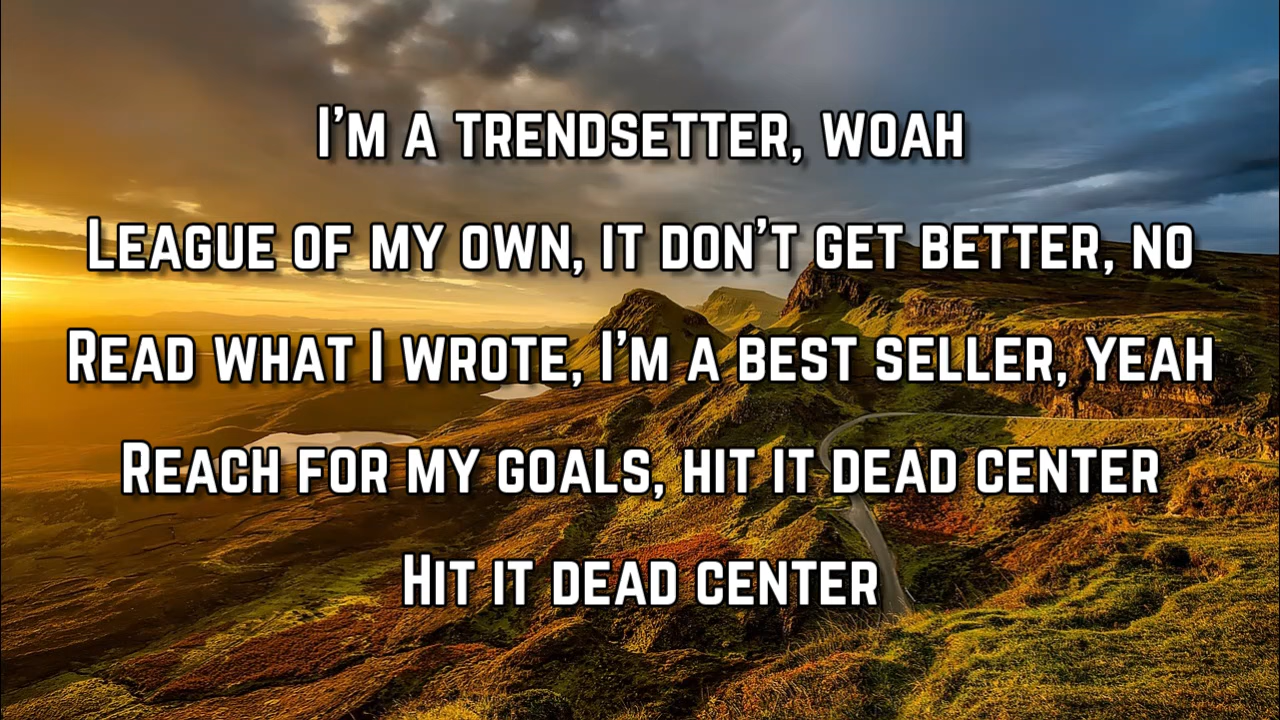 I'm a trendsetter, woah
League of my own, it don't get better, no
Read what I wrote, I'm a best seller, yeah
Reach for my goals, hit it dead center
Hit it dead center